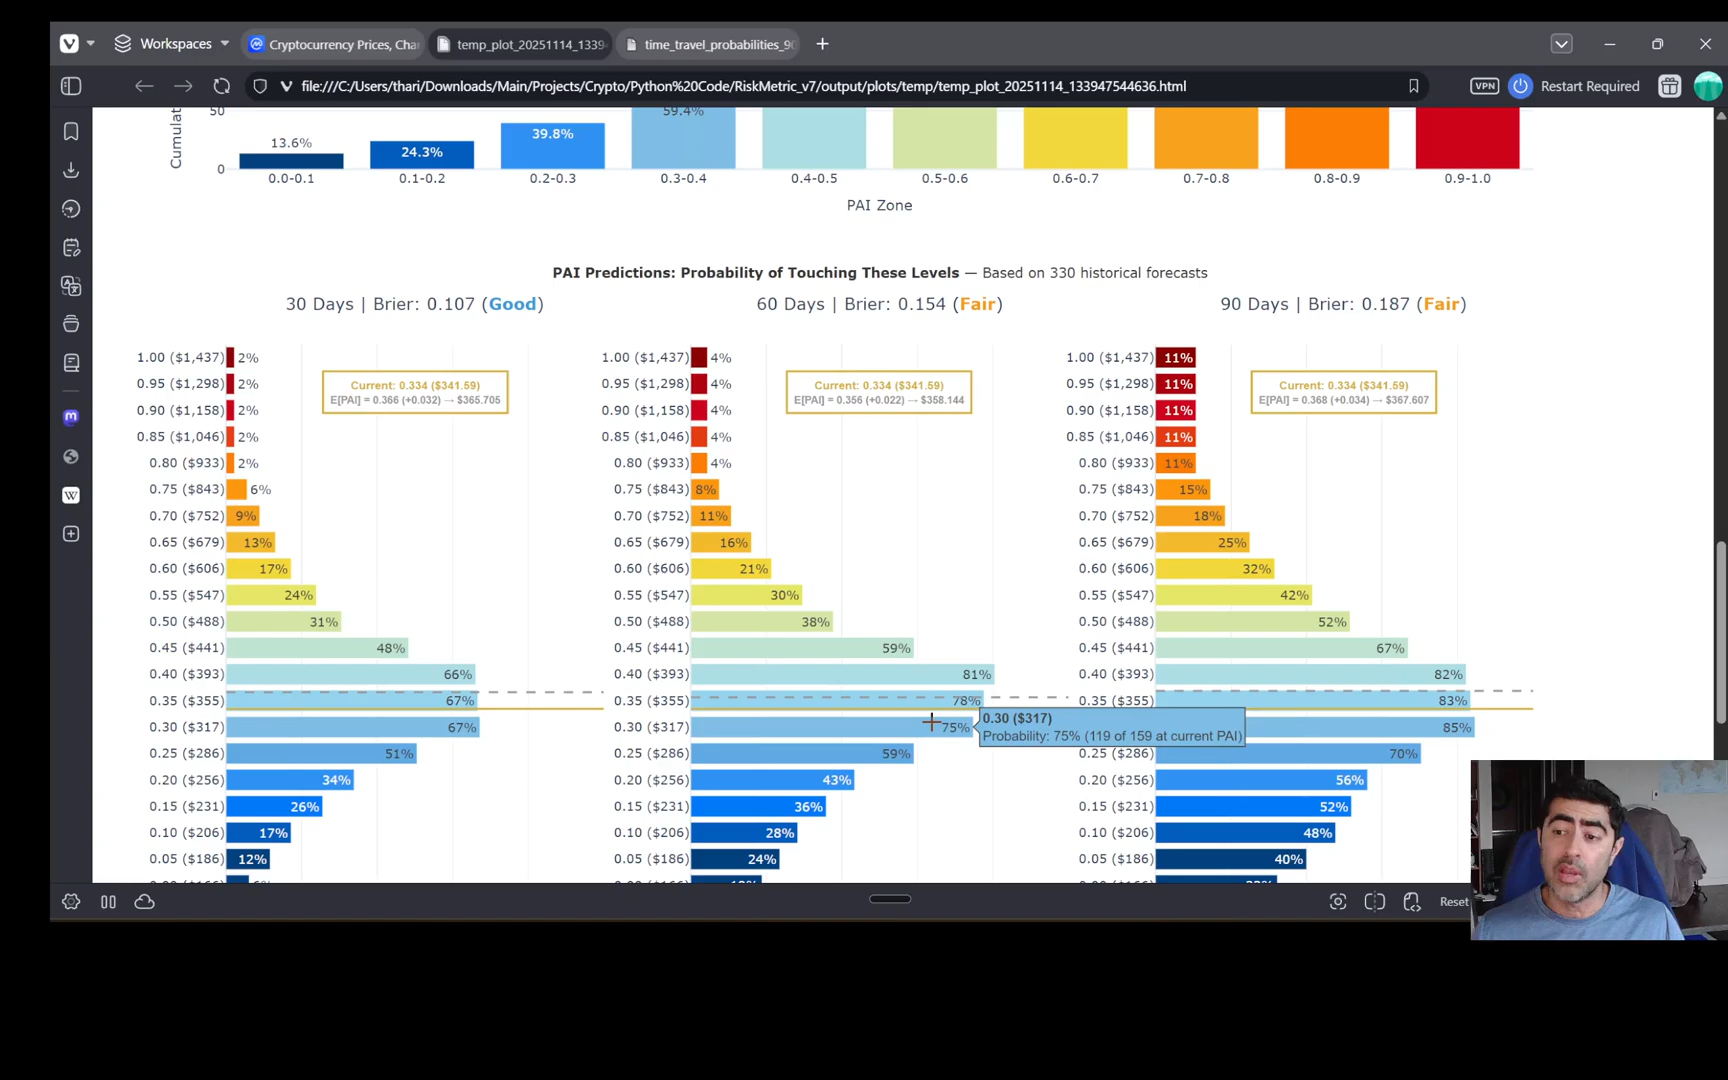 Workspaces
Cryptocurrency Prices, Cha
temp_plot_20251114_1339
time_travel_probabilities_90
file:///C:/Users/thari/Downloads/Main/Projects/Crypto/Python%20Code/RiskMetric_v7/output/plots/temp/temp_plot_20251114_133947544636.html
VPN
Restart Required
Cumulat
50
0
13.6%
24.3%
39.8%
59.4%
0.0-0.1 0.1-0.2 0.2-0.3 0.3-0.4 0.4-0.5 0.5-0.6 0.6-0.7 0.7-0.8 0.8-0.9 0.9-1.0
PAI Zone
PAI Predictions: Probability of Touching These Levels — Based on 330 historical forecasts
30 Days | Brier: 0.107 (Good)
1.00 ($1,437) 2%
0.95 ($1,298) 2%
0.90 ($1,158) 2%
0.85 ($1,046) 2%
0.80 ($933) 2%
0.75 ($843) 6%
0.70 ($752) 9%
0.65 ($679) 13%
0.60 ($606) 17%
0.55 ($547) 24%
0.50 ($488) 31%
0.45 ($441) 48%
0.40 ($393) 66%
0.35 ($355) 67%
0.30 ($317) 67%
0.25 ($286) 51%
0.20 ($256) 34%
0.15 ($231) 26%
0.10 ($206) 17%
0.05 ($186) 12%
Current: 0.334 ($341.59)
E[PAI] = 0.366 (+0.032) → $365.705
60 Days | Brier: 0.154 (Fair)
1.00 ($1,437) 4%
0.95 ($1,298) 4%
0.90 ($1,158) 4%
0.85 ($1,046) 4%
0.80 ($933) 4%
0.75 ($843) 8%
0.70 ($752) 11%
0.65 ($679) 16%
0.60 ($606) 21%
0.55 ($547) 30%
0.50 ($488) 38%
0.45 ($441) 59%
0.40 ($393) 81%
0.35 ($355) 78%
0.30 ($317) 75%
0.25 ($286) 59%
0.20 ($256) 43%
0.15 ($231) 36%
0.10 ($206) 28%
0.05 ($186) 24%
Current: 0.334 ($341.59)
E[PAI] = 0.356 (+0.022) → $358.144
0.30 ($317)
Probability: 75% (119 of 159 at current PAI)
90 Days | Brier: 0.187 (Fair)
1.00 ($1,437) 11%
0.95 ($1,298) 11%
0.90 ($1,158) 11%
0.85 ($1,046) 11%
0.80 ($933) 11%
0.75 ($843) 15%
0.70 ($752) 18%
0.65 ($679) 25%
0.60 ($606) 32%
0.55 ($547) 42%
0.50 ($488) 52%
0.45 ($441) 67%
0.40 ($393) 82%
0.35 ($355) 83%
85%
0.25 ($286) 70%
0.20 ($256) 56%
0.15 ($231) 52%
0.10 ($206) 48%
0.05 ($186) 40%
Current: 0.334 ($341.59)
E[PAI] = 0.368 (+0.034) → $367.607
Reset